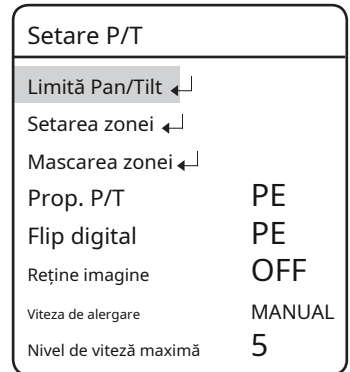 Setare P/T
Limită Pan/Tilt ↵
Setarea zonei ↵
Mascarea zonei ↵
Prop. P/T PE
Flip digital PE
Reține imagine OFF
Viteza de alergare MANUAL
Nivel de viteză maximă 5